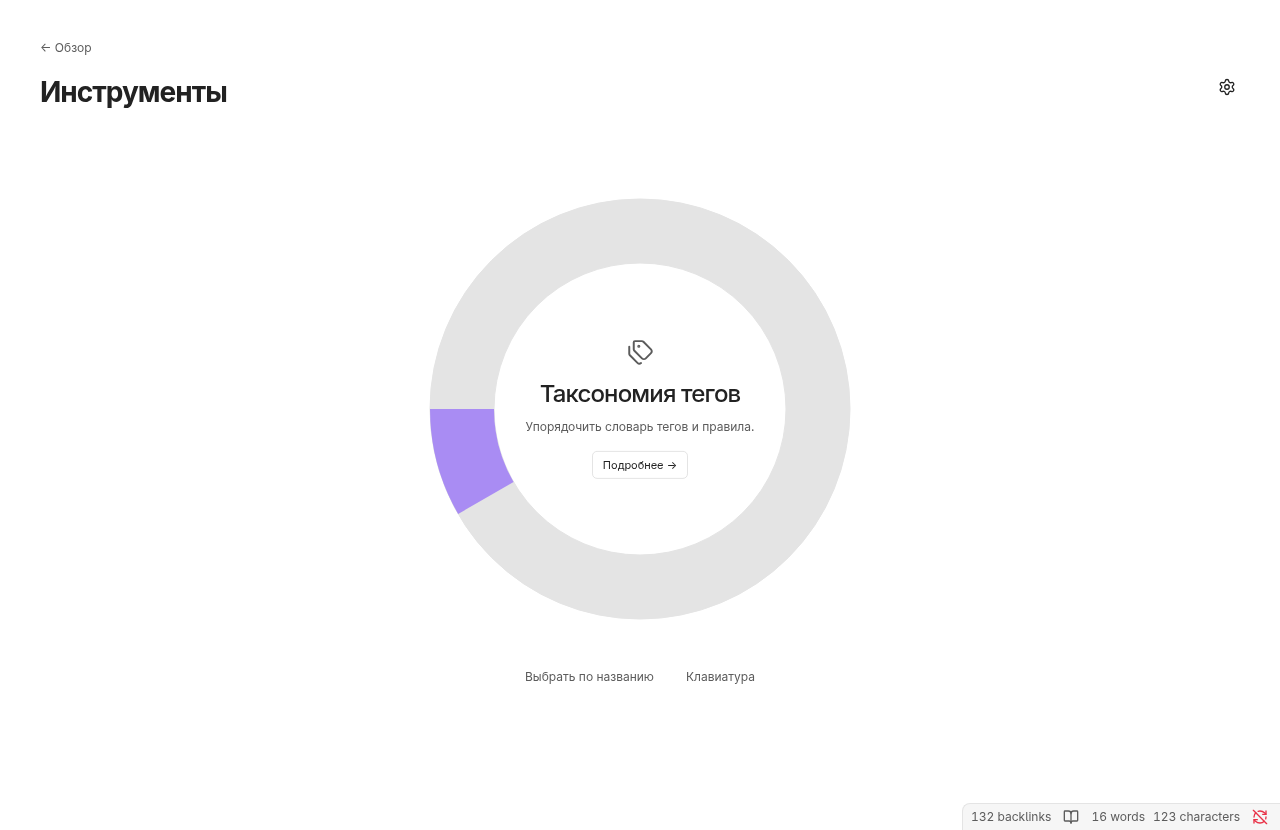 ← Обзор
Инструменты
Таксономия тегов
Упорядочить словарь тегов и правила.
Подробнее →
Выбрать по названию Клавиатура
132 backlinks 16 words 123 characters